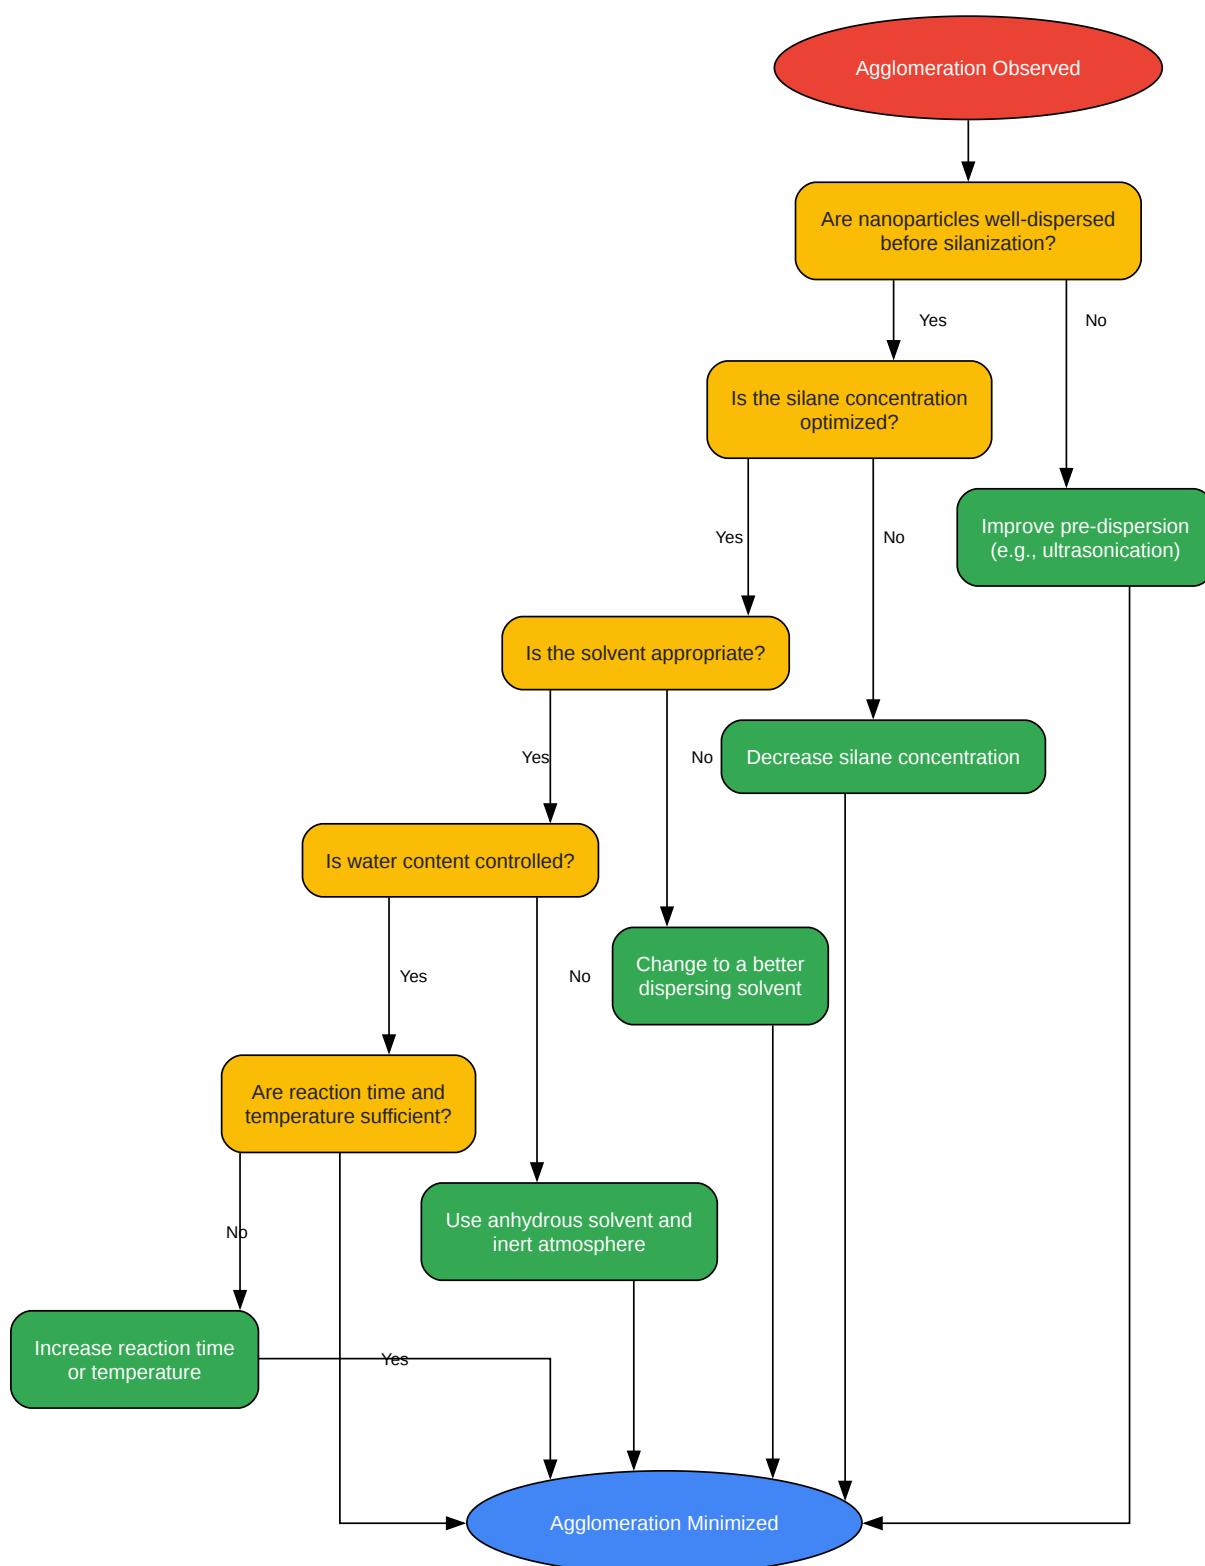 Agglomeration Observed
Are nanoparticles well-dispersed
before silanization?
Yes
No
Is the silane concentration
optimized?
Yes
No
Improve pre-dispersion
(e.g., ultrasonication)
Is the solvent appropriate?
Yes
No
Decrease silane concentration
Is water content controlled?
Yes
No
Change to a better
dispersing solvent
Are reaction time and
temperature sufficient?
No
Use anhydrous solvent and
inert atmosphere
Increase reaction time
or temperature
Yes
Agglomeration Minimized